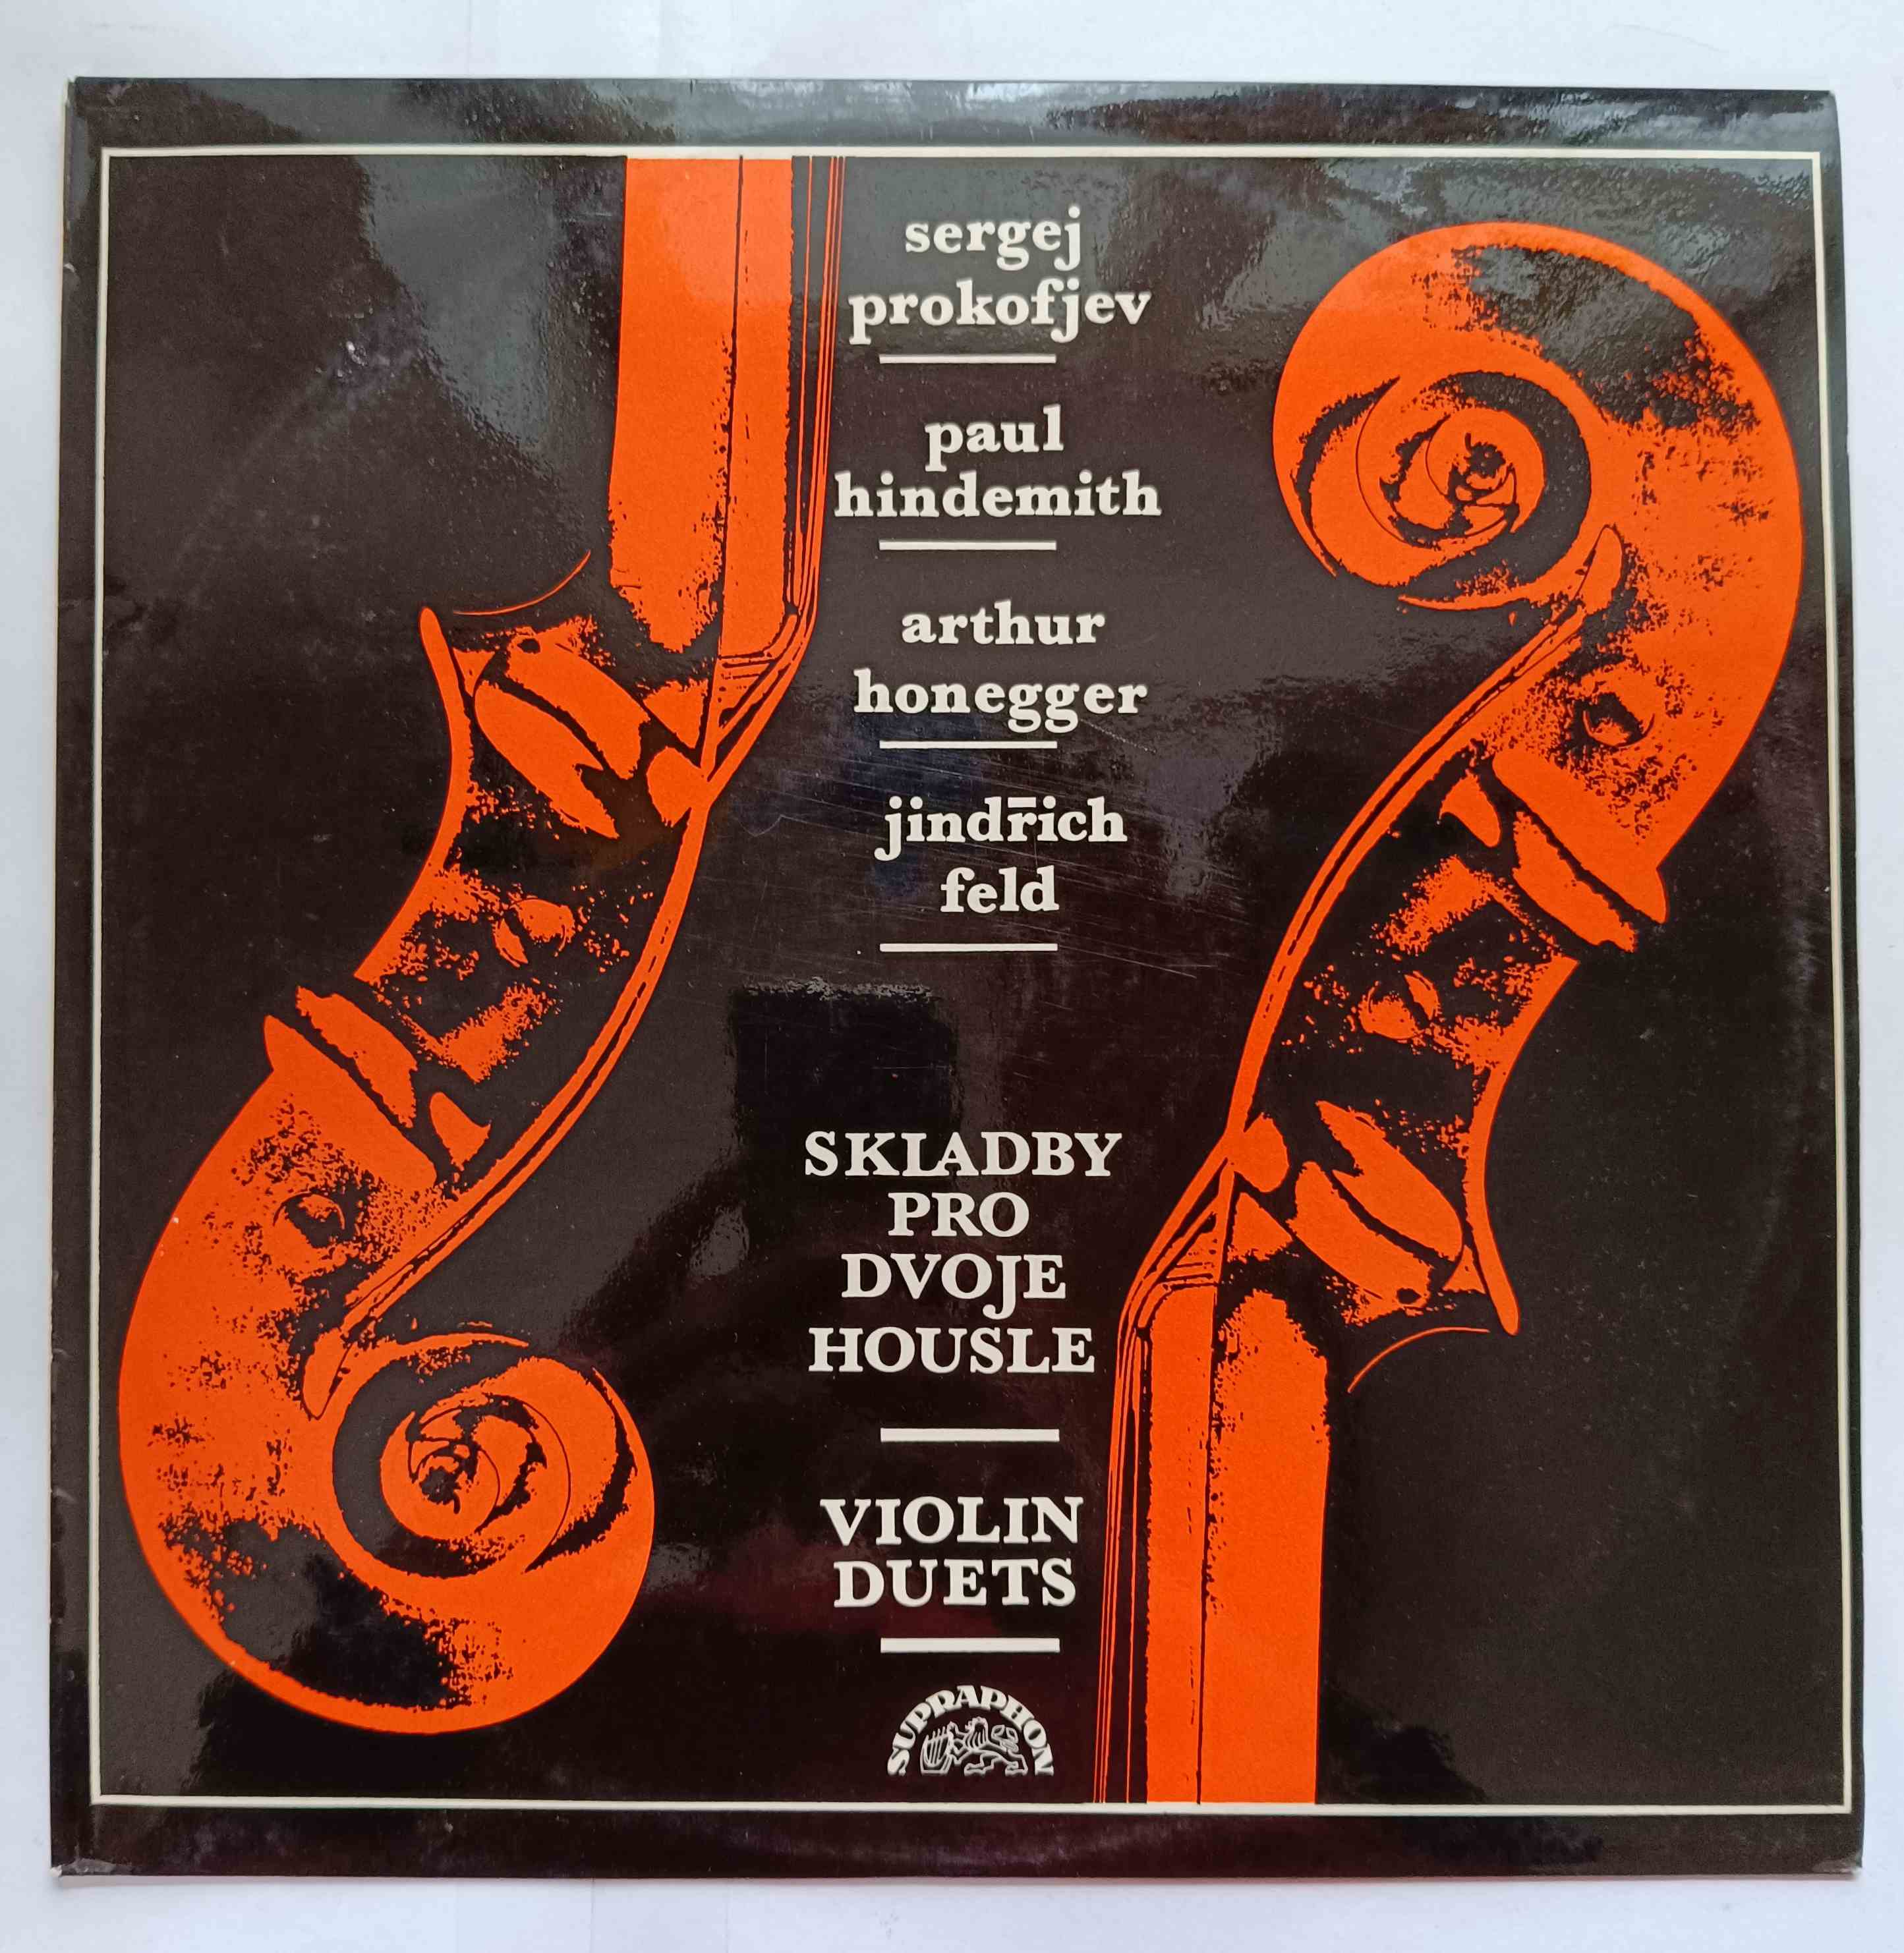 sergej
prokofjev
paul
hindemith
arthur
honegger
jindřich
feld
SKLADBY
PRO
DVOJE
HOUSLE
VIOLIN
DUETS
SUPRAPHON